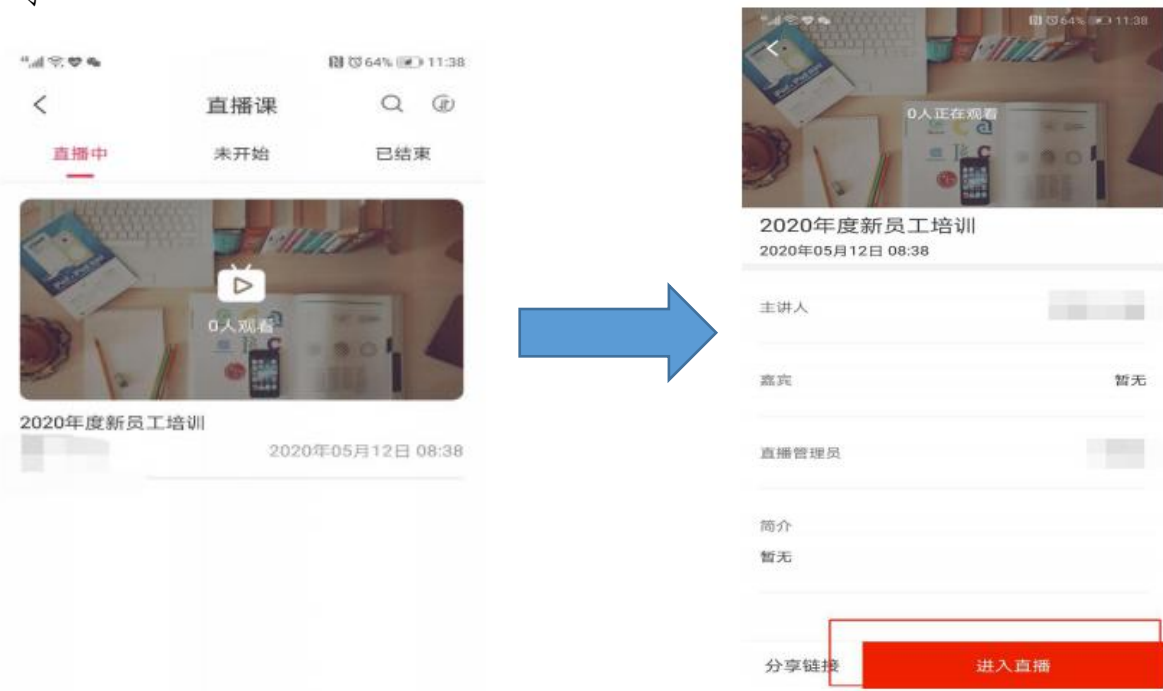 64% 11:38
直播课
直播中 未开始 已结束
0人观看
2020年度新员工培训
2020年05月12日 08:38
64% 11:38
0人正在观看
2020年度新员工培训
2020年05月12日 08:38
主讲人
嘉宾 暂无
直播管理员
简介
暂无
分享链接 进入直播